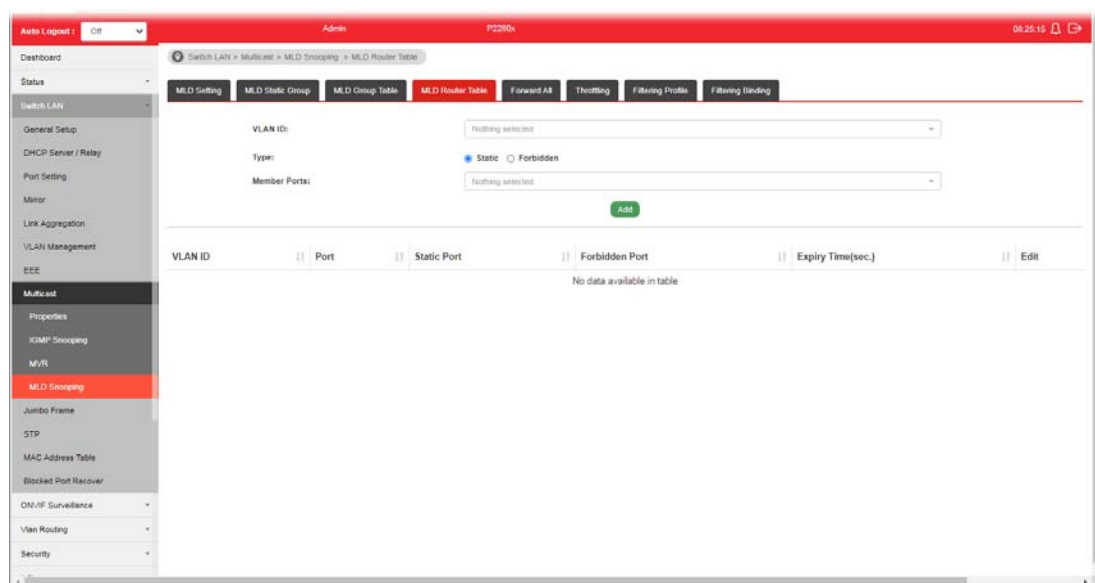 Auto Logout : Off Admin P2280x 08:25:15
Dashboard
Switch LAN > Multicast > MLD Snooping > MLD Router Table
Status
MLD Setting MLD Static Group MLD Group Table MLD Router Table Forward All Throttling Filtering Profile Filtering Binding
Switch LAN
General Setup
VLAN ID: Nothing selected
DHCP Server / Relay
Type: Static Forbidden
Port Setting
Member Ports: Nothing selected
Mirror
Add
Link Aggregation
VLAN Management
VLAN ID Port Static Port Forbidden Port Expiry Time(sec.) Edit
EEE
No data available in table
Multicast
Properties
IGMP Snooping
MVR
MLD Snooping
Jumbo Frame
STP
MAC Address Table
Blocked Port Recover
ONVIF Surveillance
Vlan Routing
Security